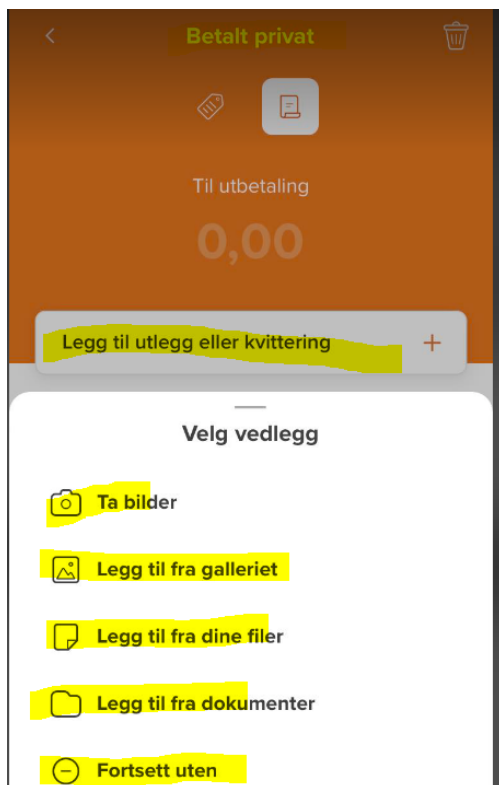 Betalt privat
Til utbetaling
0,00
Legg til utlegg eller kvittering
Velg vedlegg
Ta bilder
Legg til fra galleriet
Legg til fra dine filer
Legg til fra dokumenter
Fortsett uten